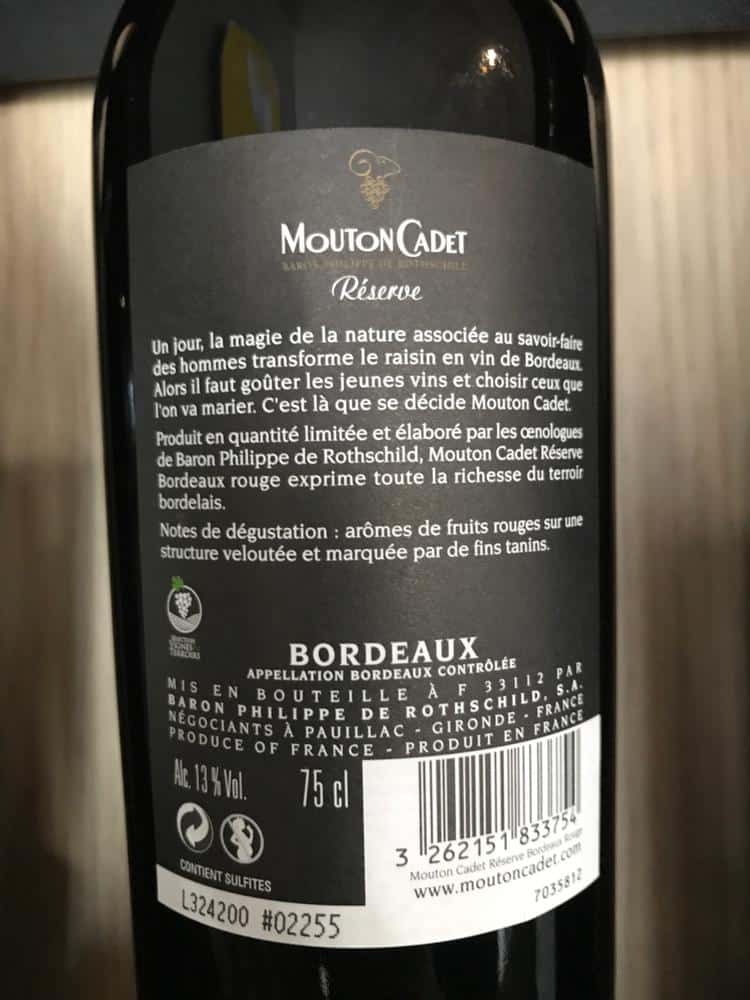 MOUTON CADET
BARON PHILIPPE DE ROTHSCHILD
Réserve
Un jour, la magie de la nature associée au savoir-faire
des hommes transforme le raisin en vin de Bordeaux.
Alors il faut goûter les jeunes vins et choisir ceux que
l'on va marier. C'est là que se décide Mouton Cadet.
Produit en quantité limitée et élaboré par les œnologues
de Baron Philippe de Rothschild, Mouton Cadet Réserve
Bordeaux rouge exprime toute la richesse du terroir
bordelais.
Notes de dégustation : arômes de fruits rouges sur une
structure veloutée et marquée par de fins tanins.
SÉLECTION
VIGNES
TERROIRS
BORDEAUX
APPELLATION BORDEAUX CONTRÔLÉE
MIS EN BOUTEILLE À F 33112 PAR
BARON PHILIPPE DE ROTHSCHILD, S.A.
NÉGOCIANTS À PAUILLAC - GIRONDE - FRANCE
PRODUCE OF FRANCE - PRODUIT EN FRANCE
Alc. 13 % Vol.
75 cl
CONTIENT SULFITES
3 262151 833754
Mouton Cadet Réserve Bordeaux Rouge
www.moutoncadet.com
7035812
L324200 #02255